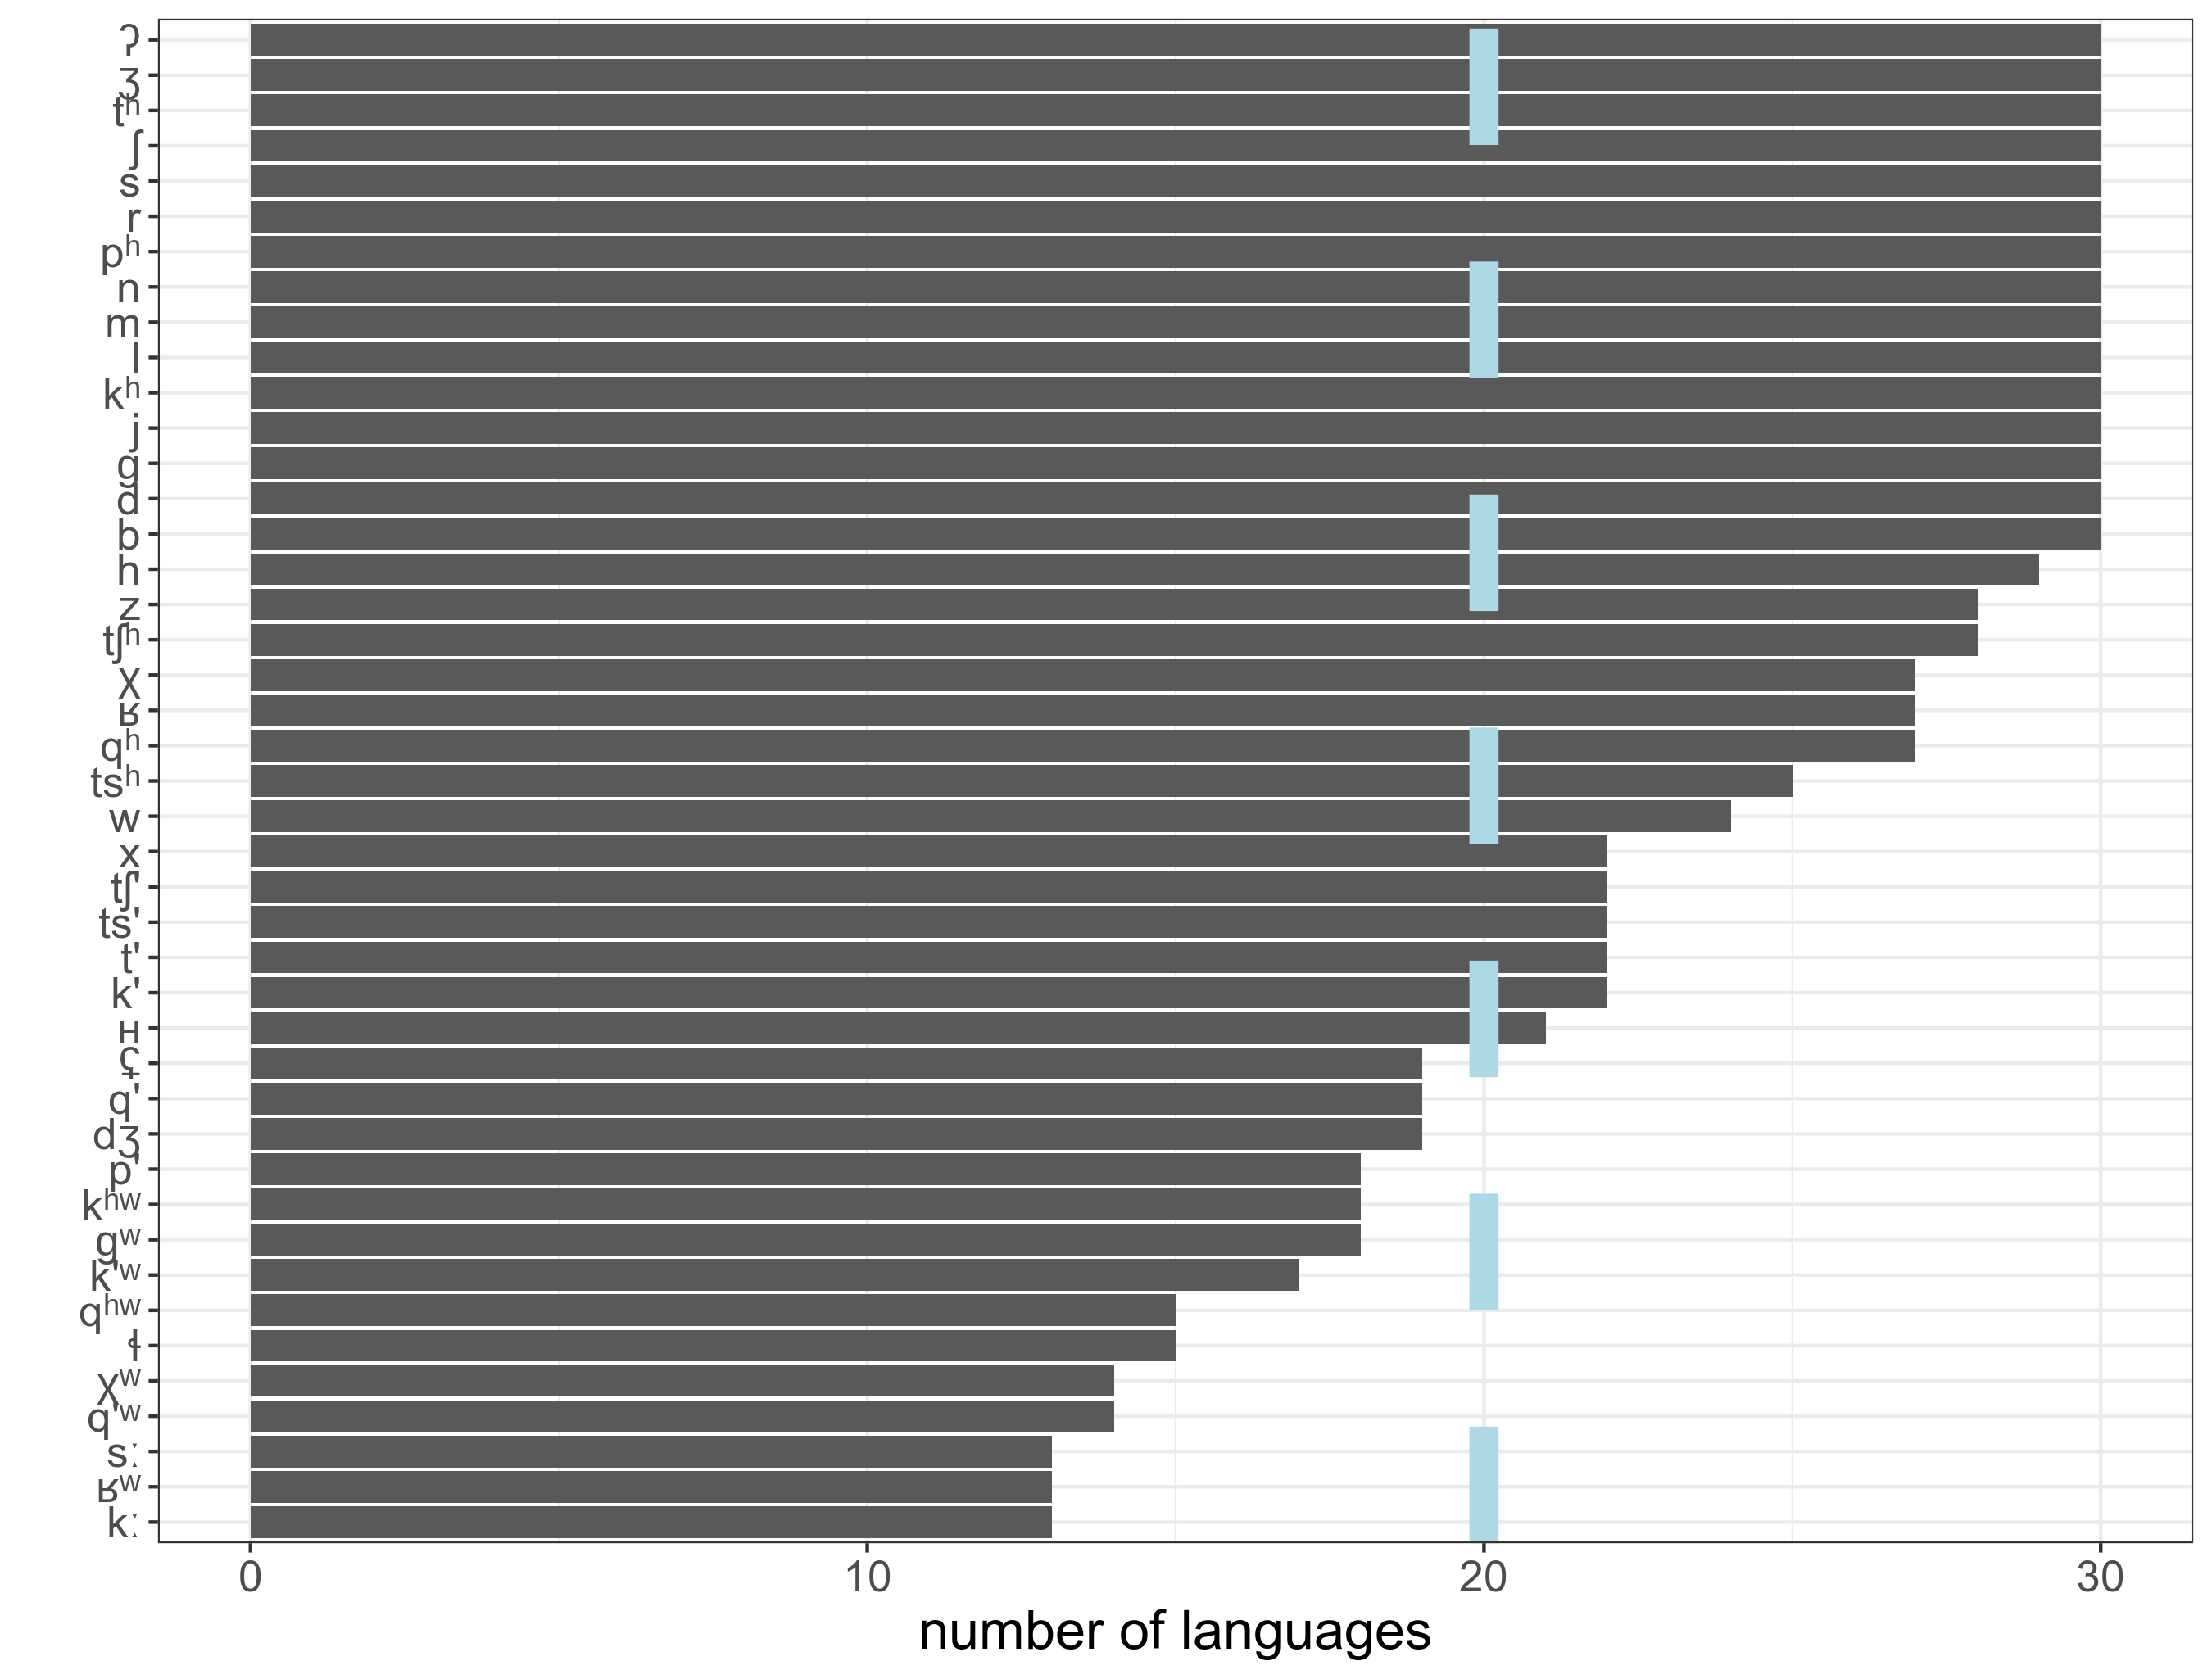 ʔ
ʒ
tʰ
ʃ
s
r
pʰ
n
m
l
kʰ
j
g
d
b
h
z
tʃʰ
χ
ʁ
qʰ
tsʰ
w
x
tʃ'
ts'
t'
k'
ʜ
ʢ
q'
dʒ
p'
kʰʷ
gʷ
k'ʷ
qʰʷ
ɬ
χʷ
q'ʷ
sː
ʁʷ
kː
0 10 20 30
number of languages